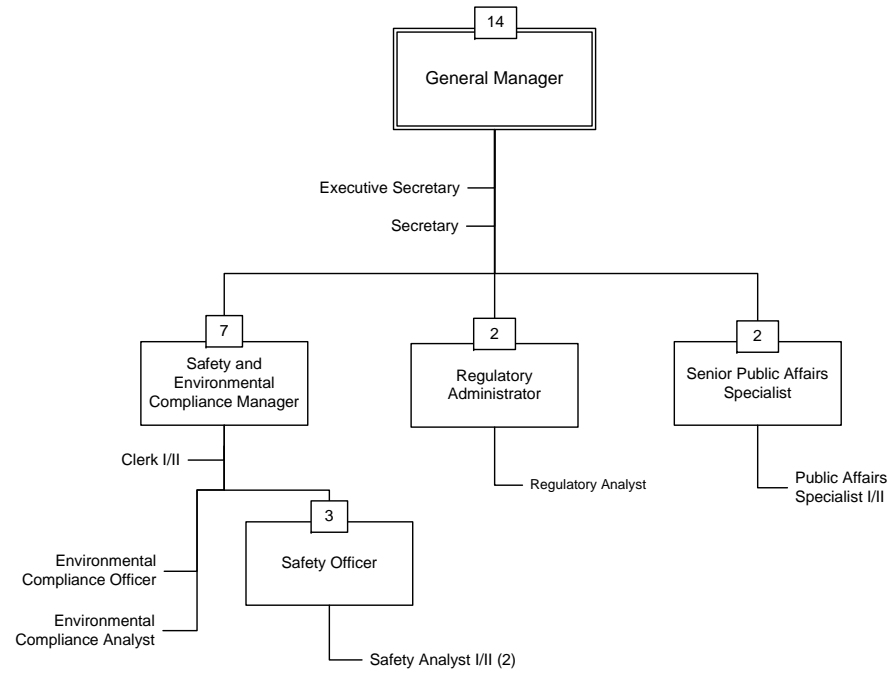 14
General Manager
Executive Secretary
Secretary
7
Safety and
Environmental
Compliance Manager
2
Regulatory
Administrator
2
Senior Public Affairs
Specialist
Clerk I/II
Regulatory Analyst
Public Affairs
Specialist I/II
3
Safety Officer
Environmental
Compliance Officer
Environmental
Compliance Analyst
Safety Analyst I/II (2)